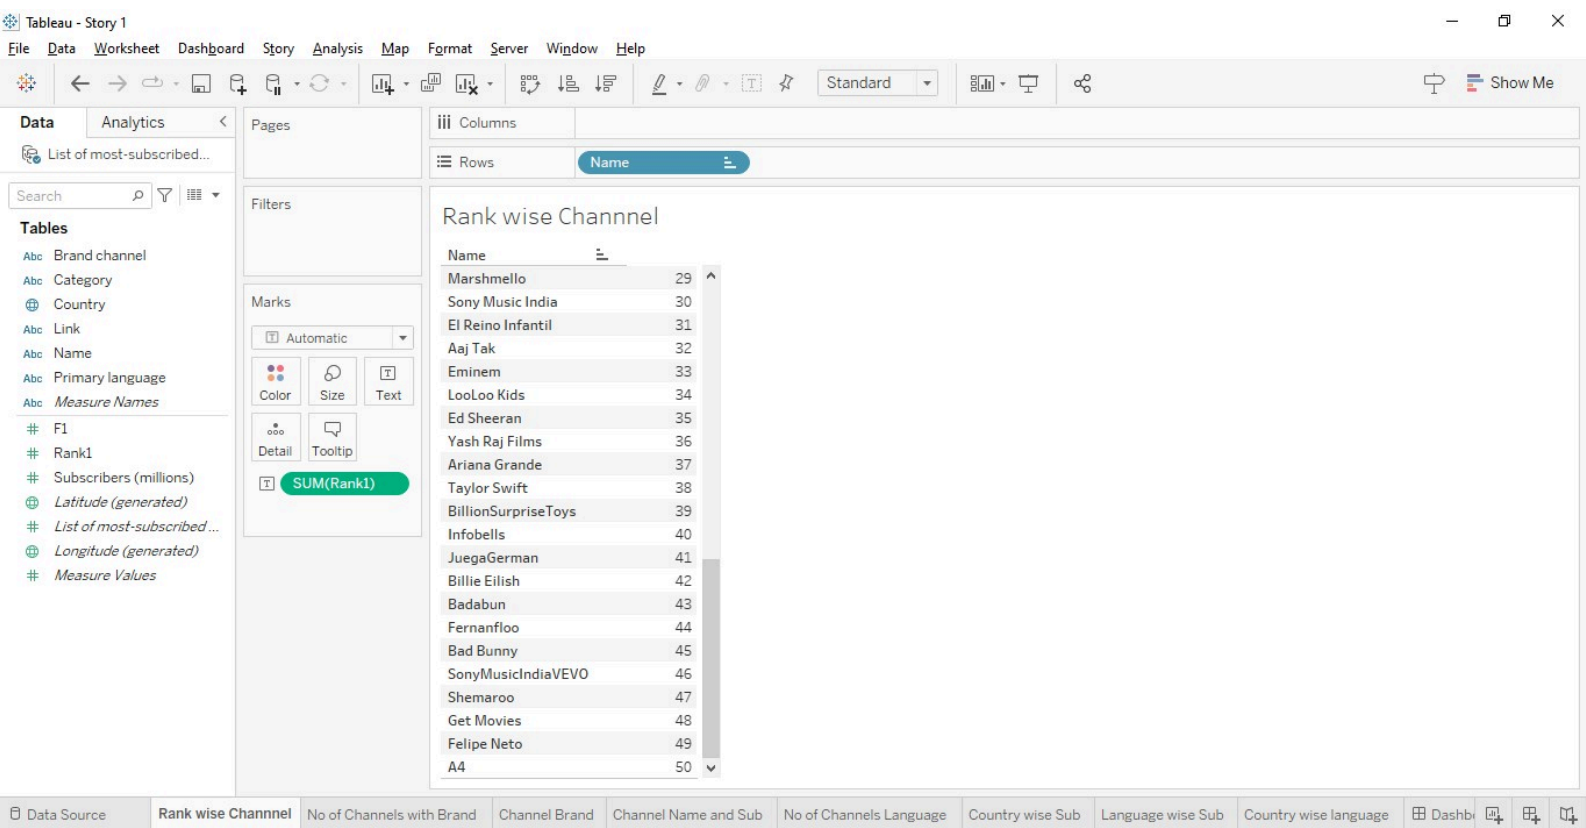 Tableau - Story 1
File Data Worksheet Dashboard Story Analysis Map Format Server Window Help
Standard
Show Me
Data Analytics
List of most-subscribed...
Search
Tables
Abc Brand channel
Abc Category
Country
Abc Link
Abc Name
Abc Primary language
Abc Measure Names
# F1
# Rank1
# Subscribers (millions)
Latitude (generated)
# List of most-subscribed ...
Longitude (generated)
# Measure Values
Pages
Filters
Marks
T Automatic
Color Size Text
Detail Tooltip
T SUM(Rank1)
iii Columns
Rows Name
Rank wise Channnel
Name
Marshmello 29
Sony Music India 30
El Reino Infantil 31
Aaj Tak 32
Eminem 33
LooLoo Kids 34
Ed Sheeran 35
Yash Raj Films 36
Ariana Grande 37
Taylor Swift 38
BillionSurpriseToys 39
Infobells 40
JuegaGerman 41
Billie Eilish 42
Badabun 43
Fernanfloo 44
Bad Bunny 45
SonyMusicIndiaVEVO 46
Shemaroo 47
Get Movies 48
Felipe Neto 49
A4 50
Data Source Rank wise Channnel No of Channels with Brand Channel Brand Channel Name and Sub No of Channels Language Country wise Sub Language wise Sub Country wise language Dashb